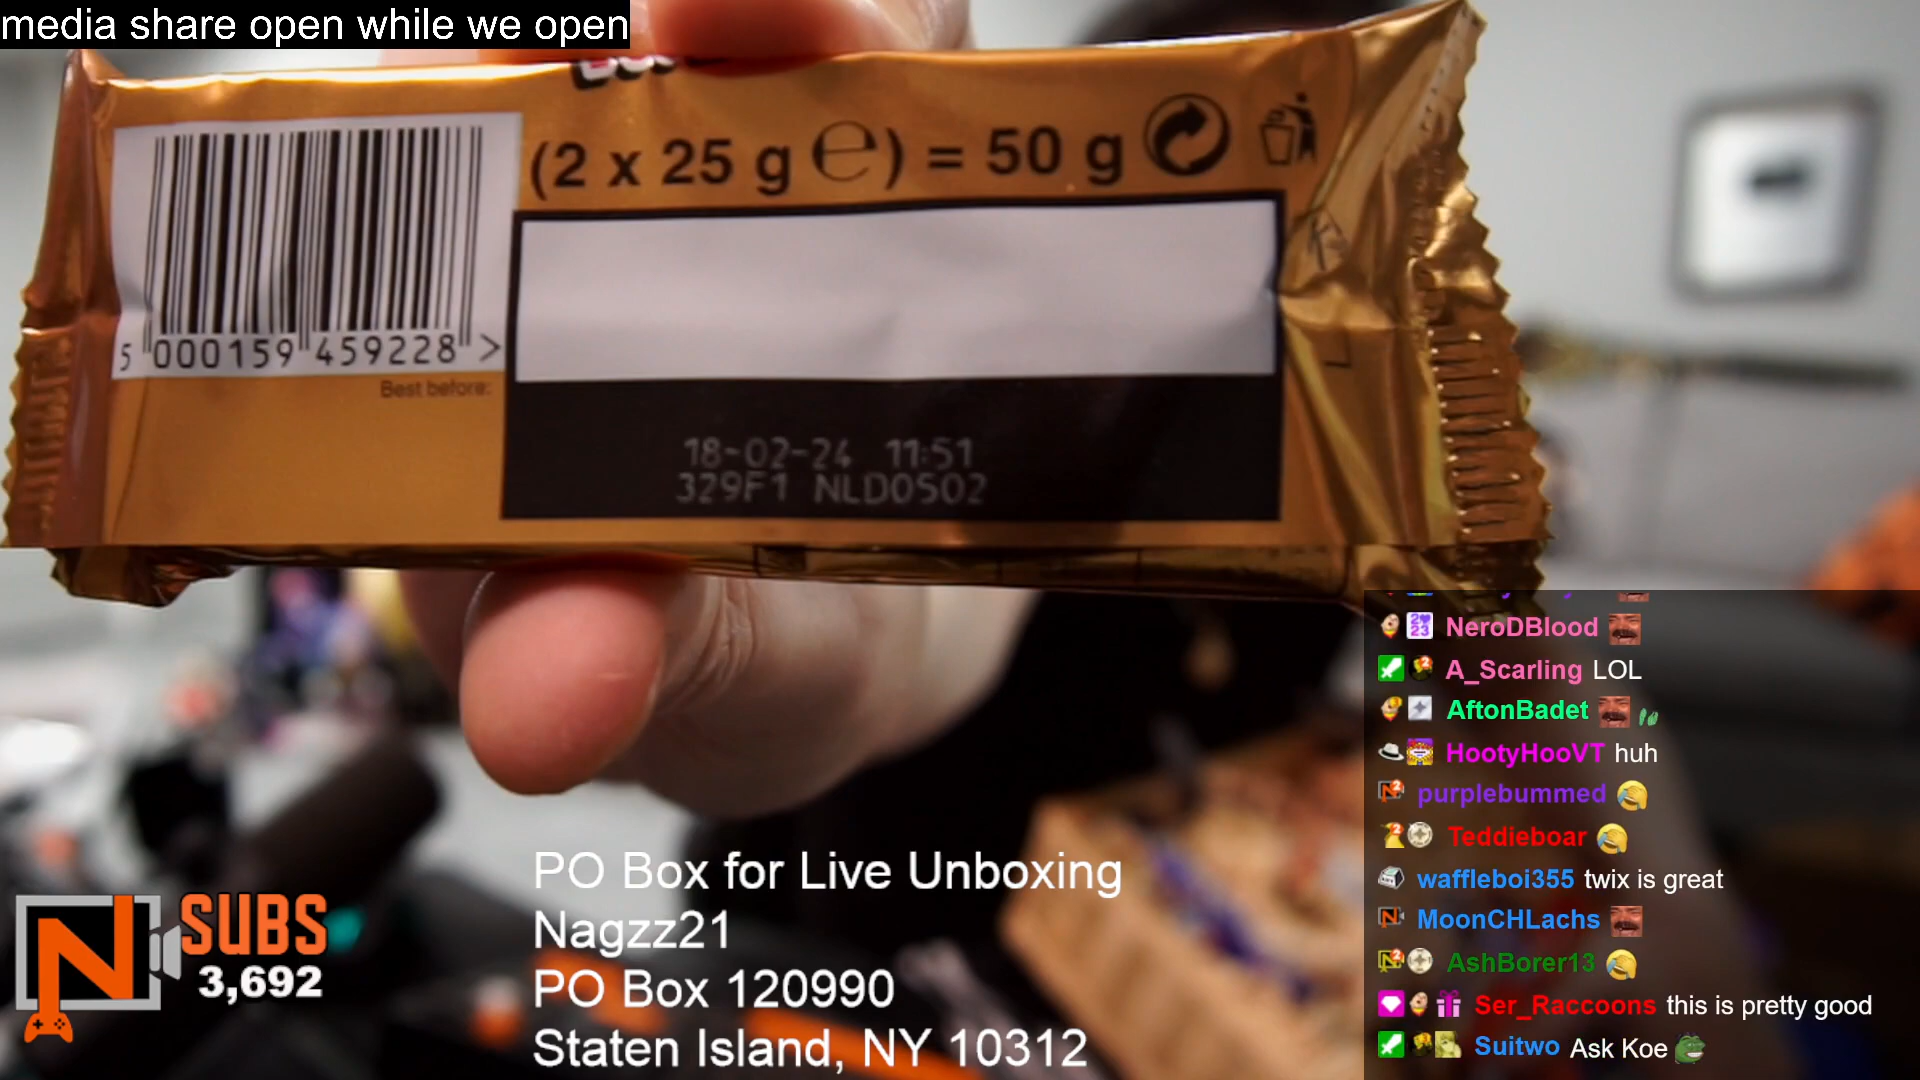 media share open while we open
(2 x 25 g ℮) = 50 g
5 000159 459228 >
Best before:
18-02-24 11:51
329F1 NLD0502
NeroDBlood
A_Scarling LOL
AftonBadet
HootyHooVT huh
purplebummed
Teddieboar
waffleboi355 twix is great
MoonCHLachs
AshBorer13
Ser_Raccoons this is pretty good
Suitwo Ask Koe
N SUBS
3,692
PO Box for Live Unboxing
Nagzz21
PO Box 120990
Staten Island, NY 10312